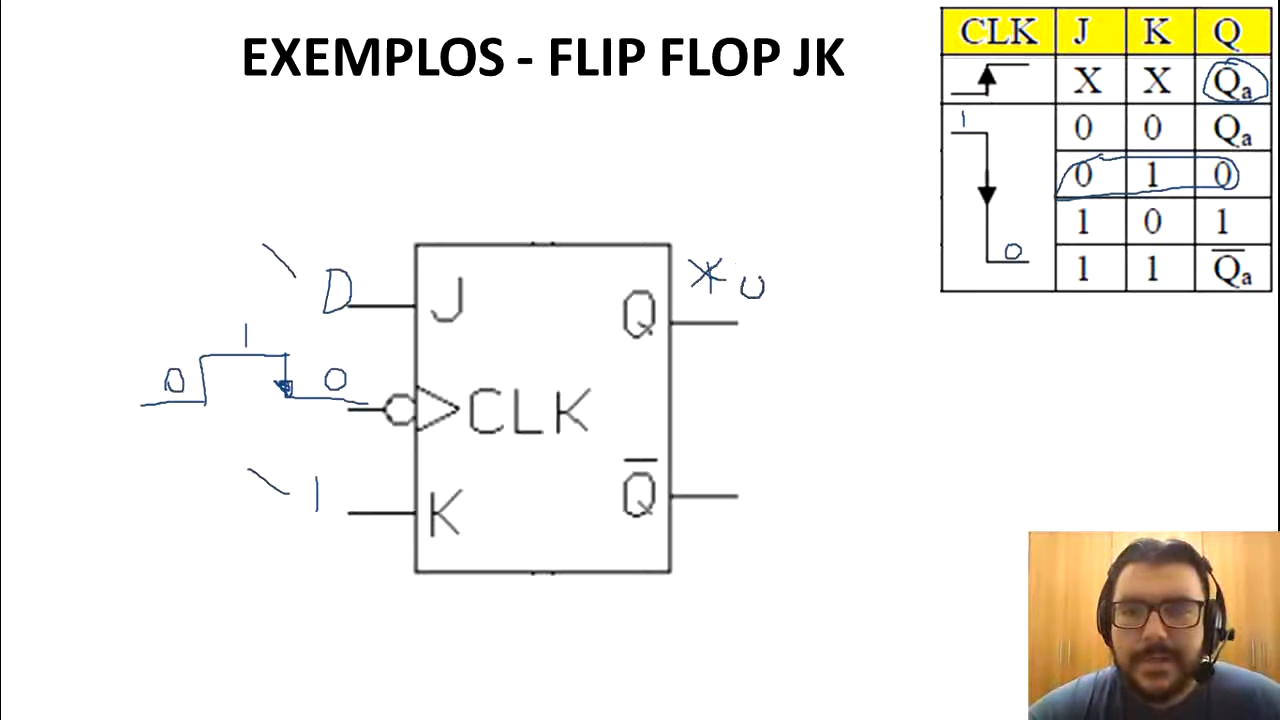 EXEMPLOS - FLIP FLOP JK
CLK J K Q
X X Qa
1
0 0 Qa
0 1 0
1 0 1
0
1 1 Q̅a
0 J Q * 0
0 1 0 CLK
1 K Q̅